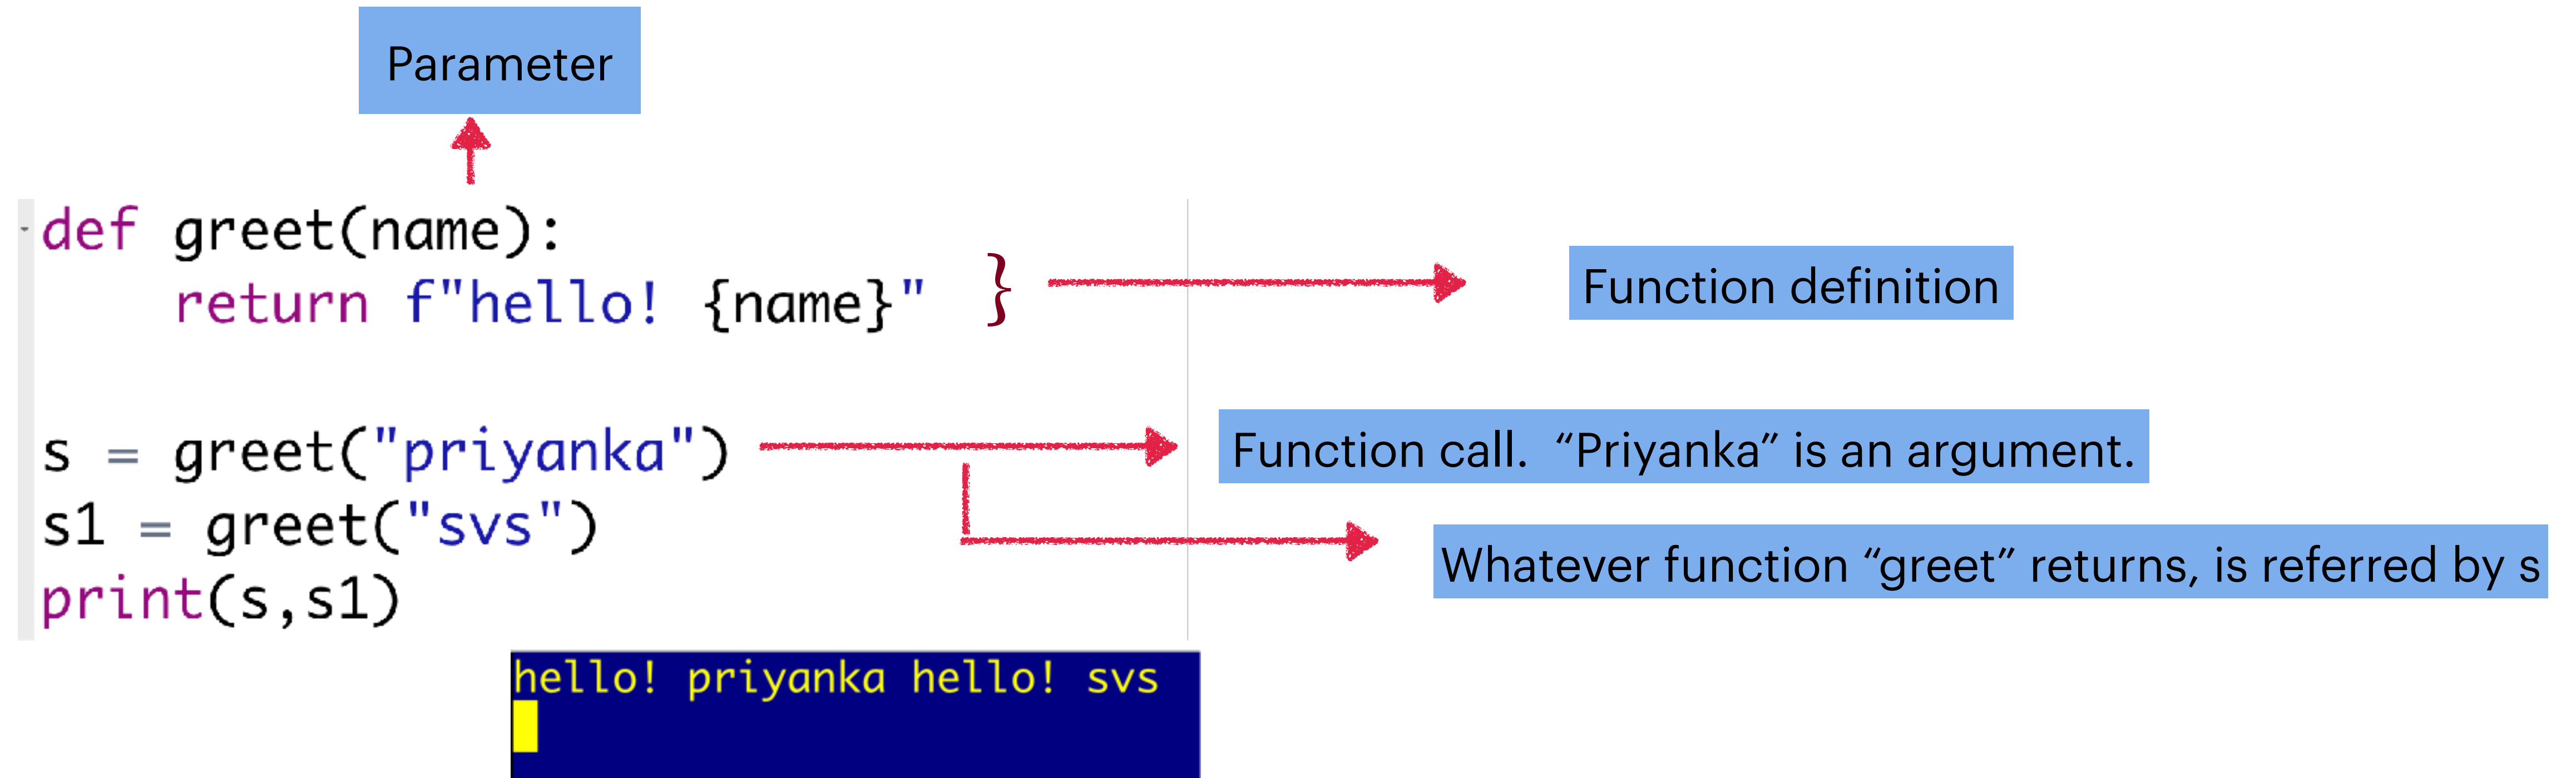 Parameter
def greet(name):
    return f"hello! {name}" }
Function definition
s = greet("priyanka")
Function call.  “Priyanka” is an argument.
s1 = greet("svs")
Whatever function “greet” returns, is referred by s
print(s,s1)
hello! priyanka hello! svs